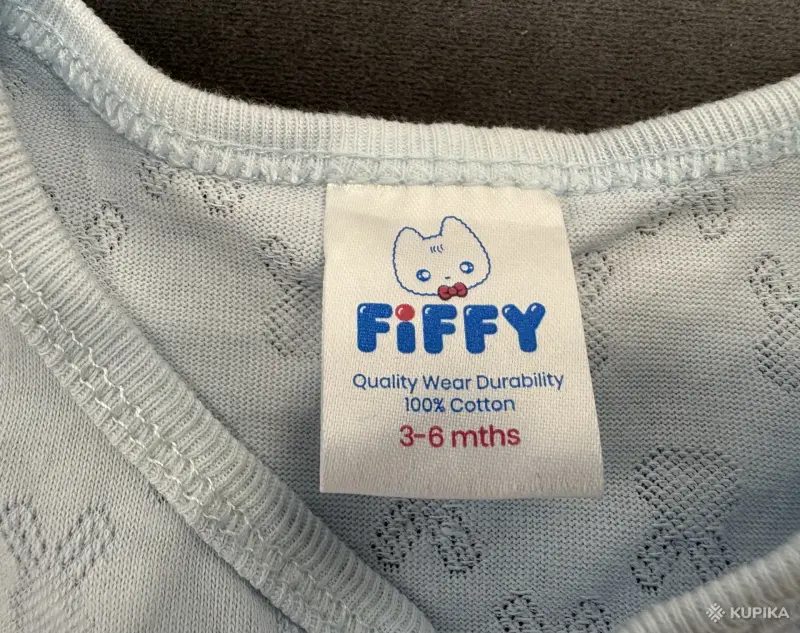 FiFFY
Quality Wear Durability
100% Cotton
3-6 mths
KUPIKA